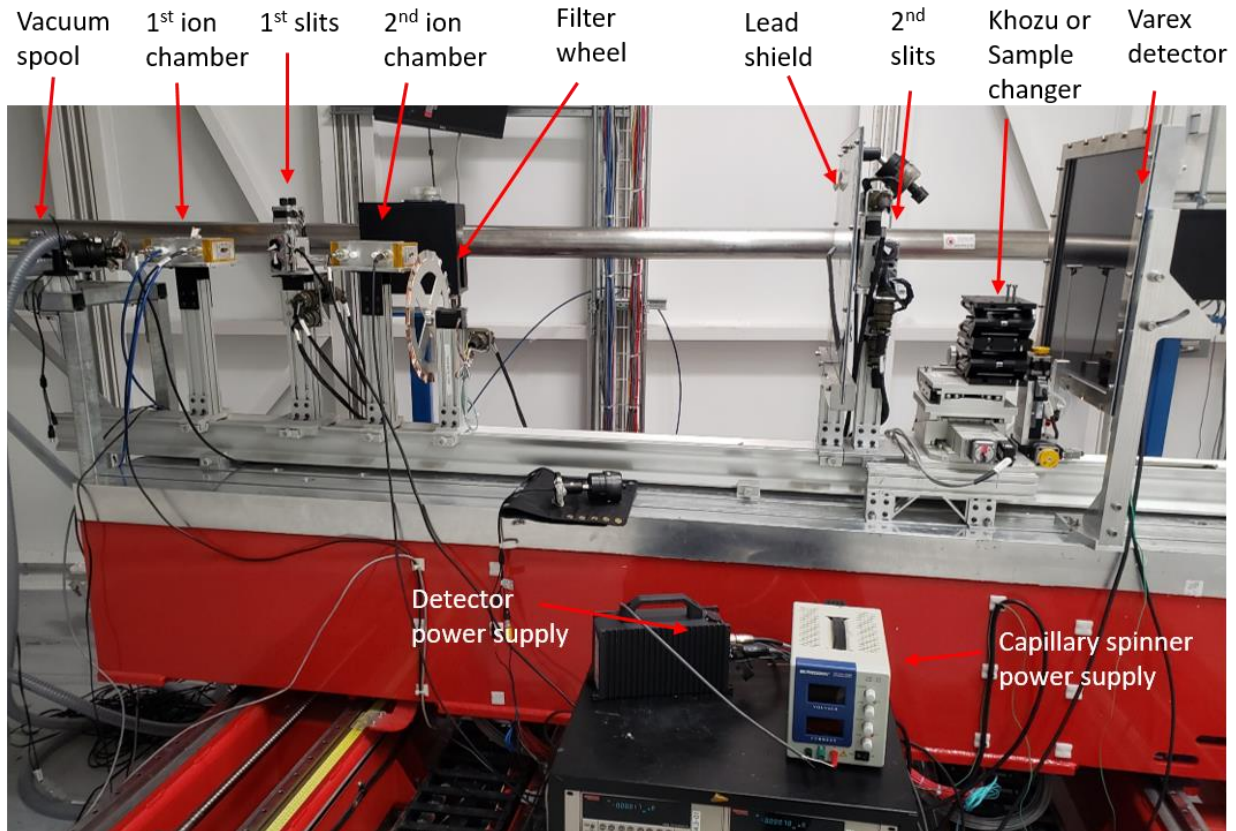 Vacuum
spool
1st ion
chamber
1st slits
2nd ion
chamber
Filter
wheel
Lead
shield
2nd
slits
Khozu or
Sample
changer
Varex
detector
Detector
power supply
Capillary spinner
power supply
VOLTAGE